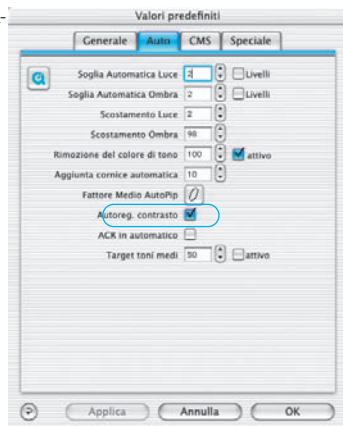 Valori predefiniti
Generale Auto CMS Speciale
Soglia Automatica Luce 2 Livelli
Soglia Automatica Ombra 2 Livelli
Scostamento Luce 2
Scostamento Ombra 98
Rimozione del colore di tono 100 attivo
Aggiunta cornice automatica 10
Fattore Medio AutoPip
Autoreg. contrasto
ACR in automatico
Target toni medi 50 attivo
Applica Annulla OK